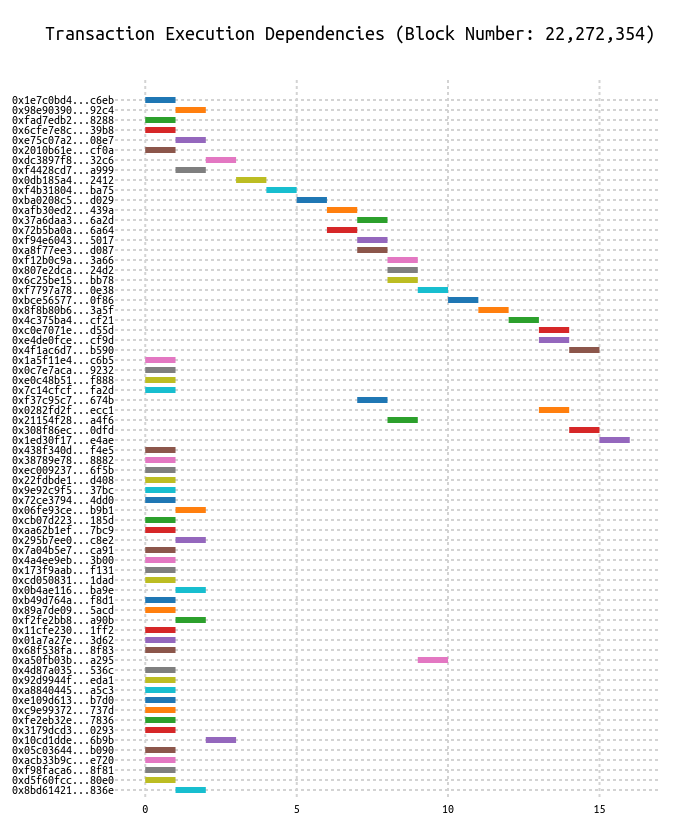 Transaction Execution Dependencies (Block Number: 22,272,354)
0x1e7c0bd4...c6eb
0x98e90390...92c4
0xfad7edb2...8288
0x6cfe7e8c...39b8
0xe75c07a2...08e7
0x2010b61e...cf0a
0xdc3897f8...32c6
0xf4428cd7...a999
0x0db185a4...2412
0xf4b31804...ba75
0xba0208c5...d029
0xafb30ed2...439a
0x37a6daa3...6a2d
0x72b5ba0a...6a64
0xf94e6043...5017
0xa8f77ee3...d087
0xf12b0c9a...3a66
0x807e2dca...24d2
0x6c25be15...bb78
0xf7797a78...0e38
0xbce56577...0f86
0x8f8b80b6...3a5f
0x4c375ba4...cf21
0xc0e7071e...d55d
0xe4de0fce...cf9d
0x4f1ac6d7...b590
0x1a5f11e4...c6b5
0x0c7e7aca...9232
0xe0c48b51...f888
0x7c14cfcf...fa2d
0xf37c95c7...674b
0x0282fd2f...ecc1
0x21154f28...a4f6
0x308f86ec...0dfd
0x1ed30f17...e4ae
0x438f340d...f4e5
0x38789e78...8882
0xec009237...6f5b
0x22fdbde1...d408
0x9e92c9f5...37bc
0x72ce3794...4dd0
0x06fe93ce...b9b1
0xcb07d223...185d
0xaa62b1ef...7bc9
0x295b7ee0...c8e2
0x7a04b5e7...ca91
0x4a4ee9eb...3b00
0x173f9aab...f131
0xcd050831...1dad
0x0b4ae116...ba9e
0xb49d764a...f8d1
0x89a7de09...5acd
0xf2fe2bb8...a90b
0x11cfe230...1ff2
0x01a7a27e...3d62
0x68f538fa...8f83
0xa50fb03b...a295
0x4d87a035...536c
0x92d9944f...eda1
0xa8840445...a5c3
0xe109d613...b7d0
0xc9e99372...737d
0xfe2eb32e...7836
0x3179dcd3...0293
0x10cd1dde...6b9b
0x05c03644...b090
0xacb33b9c...e720
0xf98faca6...8f81
0xd5f60fcc...80e0
0x8bd61421...836e
0 5 10 15